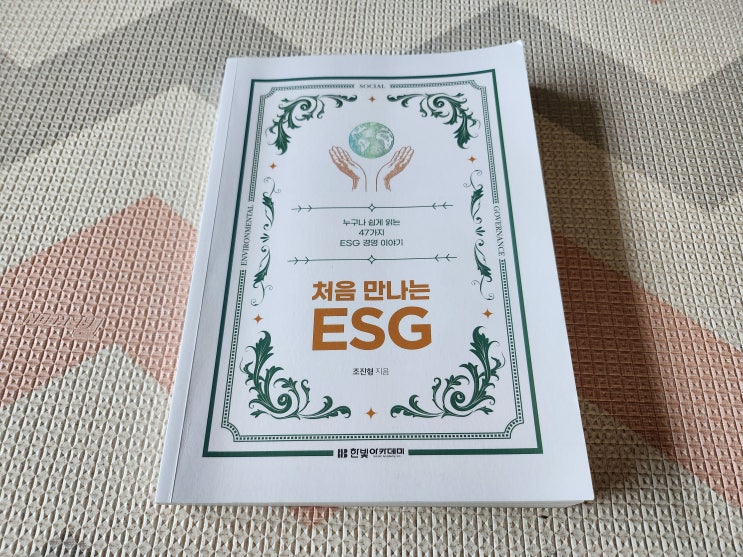 SOCIAL
ENVIRONMENTAL
GOVERNANCE
누구나 쉽게 읽는
47가지
ESG 경영 이야기
처음 만나는
ESG
조진형 지음
한빛아카데미